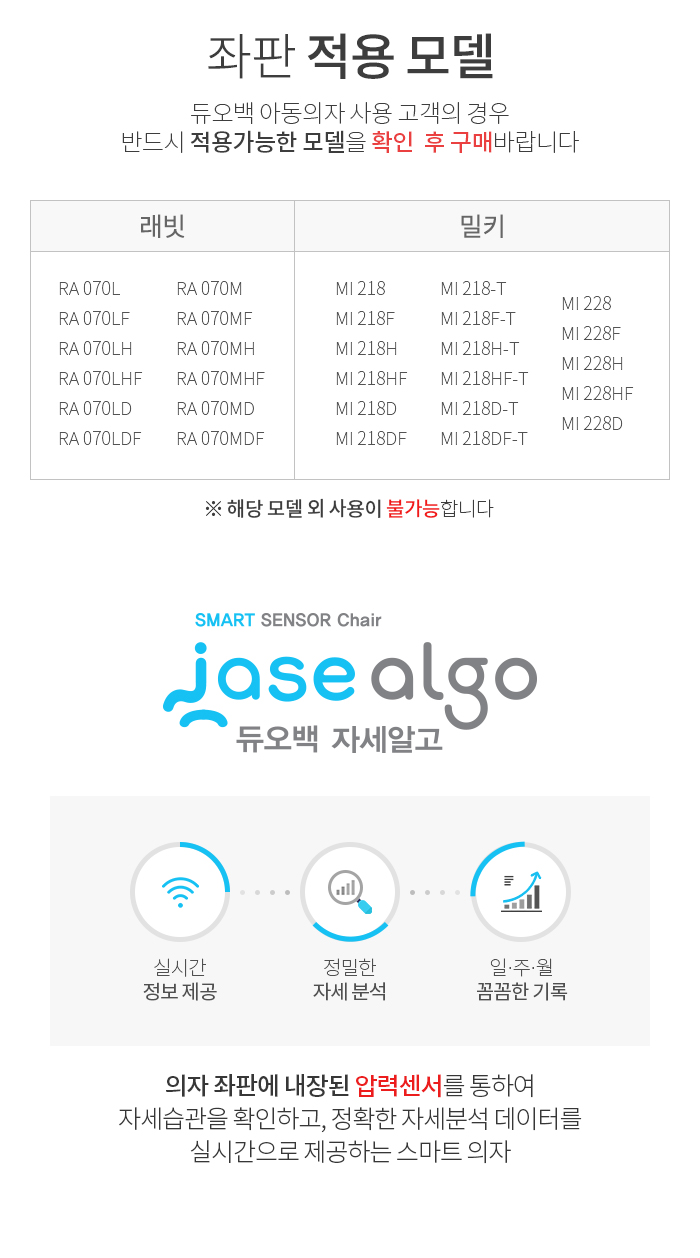 좌판 적용 모델
듀오백 아동의자 사용 고객의 경우
반드시 적용가능한 모델을 확인 후 구매바랍니다
래빗
RA 070L RA 070M
RA 070LF RA 070MF
RA 070LH RA 070MH
RA 070LHF RA 070MHF
RA 070LD RA 070MD
RA 070LDF RA 070MDF
밀키
MI 218 MI 218-T
MI 218F MI 218F-T
MI 218H MI 218H-T
MI 218HF MI 218HF-T
MI 218D MI 218D-T
MI 218DF MI 218DF-T
MI 228
MI 228F
MI 228H
MI 228HF
MI 228D
※ 해당 모델 외 사용이 불가능합니다
SMART SENSOR Chair
jase algo
듀오백 자세알고
실시간
정보 제공
정밀한
자세 분석
일·주·월
꼼꼼한 기록
의자 좌판에 내장된 압력센서를 통하여
자세습관을 확인하고, 정확한 자세분석 데이터를
실시간으로 제공하는 스마트 의자